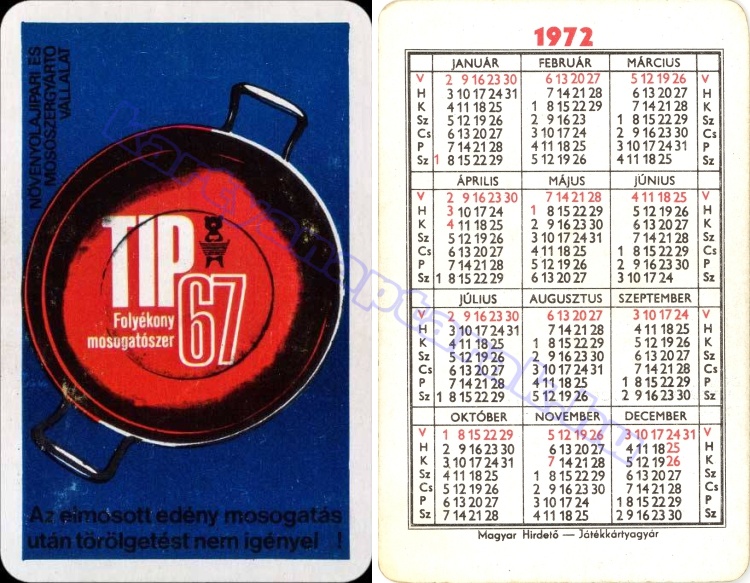 NÖVÉNYOLAJIPARI ÉS
MOSÓSZERGYÁRTÓ
VÁLLALAT
TIP
67
Folyékony
mosogatószer
Az elmosott edény mosogatás
után törölgetést nem igényel !
1972
JANUÁR FEBRUÁR MÁRCIUS
V 2 9 16 23 30 6 13 20 27 5 12 19 26 V
H 3 10 17 24 31 7 14 21 28 6 13 20 27 H
K 4 11 18 25 1 8 15 22 29 7 14 21 28 K
Sz 5 12 19 26 2 9 16 23 1 8 15 22 29 Sz
Cs 6 13 20 27 3 10 17 24 2 9 16 23 30 Cs
P 7 14 21 28 4 11 18 25 3 10 17 24 31 P
Sz 1 8 15 22 29 5 12 19 26 4 11 18 25 Sz
ÁPRILIS MÁJUS JÚNIUS
V 2 9 16 23 30 7 14 21 28 4 11 18 25 V
H 3 10 17 24 1 8 15 22 29 5 12 19 26 H
K 4 11 18 25 2 9 16 23 30 6 13 20 27 K
Sz 5 12 19 26 3 10 17 24 31 7 14 21 28 Sz
Cs 6 13 20 27 4 11 18 25 1 8 15 22 29 Cs
P 7 14 21 28 5 12 19 26 2 9 16 23 30 P
Sz 1 8 15 22 29 6 13 20 27 3 10 17 24 Sz
JÚLIUS AUGUSZTUS SZEPTEMBER
V 2 9 16 23 30 6 13 20 27 3 10 17 24 V
H 3 10 17 24 31 7 14 21 28 4 11 18 25 H
K 4 11 18 25 1 8 15 22 29 5 12 19 26 K
Sz 5 12 19 26 2 9 16 23 30 6 13 20 27 Sz
Cs 6 13 20 27 3 10 17 24 31 7 14 21 28 Cs
P 7 14 21 28 4 11 18 25 1 8 15 22 29 P
Sz 1 8 15 22 29 5 12 19 26 2 9 16 23 30 Sz
OKTÓBER NOVEMBER DECEMBER
V 1 8 15 22 29 5 12 19 26 3 10 17 24 31 V
H 2 9 16 23 30 6 13 20 27 4 11 18 25 H
K 3 10 17 24 31 7 14 21 28 5 12 19 26 K
Sz 4 11 18 25 1 8 15 22 29 6 13 20 27 Sz
Cs 5 12 19 26 2 9 16 23 30 7 14 21 28 Cs
P 6 13 20 27 3 10 17 24 1 8 15 22 29 P
Sz 7 14 21 28 4 11 18 25 2 9 16 23 30 Sz
Magyar Hirdető — Játékkártyagyár
kartyanaptarok.hu